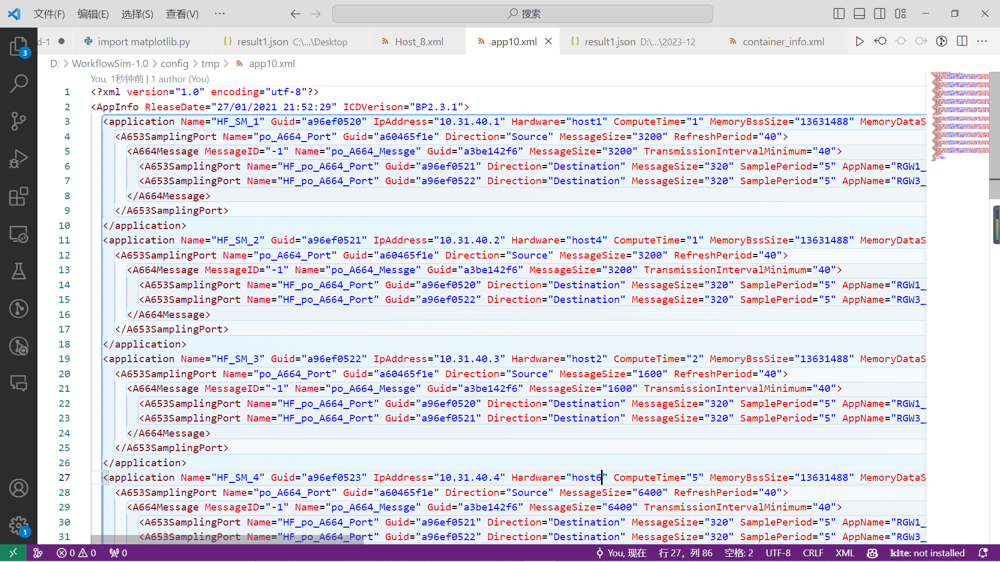 文件(F) 编辑(E) 选择(S) 查看(V) ··· 搜索
d-1 import matplotlib.py result1.json C:\...\Desktop Host_8.xml app10.xml result1.json D:\...\2023-12 container_info.xml
D: > WorkflowSim-1.0 > config > tmp > app10.xml
You, 1秒钟前 | 1 author (You)
1 <?xml version="1.0" encoding="utf-8"?>
2 <AppInfo RleaseDate="27/01/2021 21:52:29" ICDVerison="BP2.3.1">
3 <application Name="HF_SM_1" Guid="a96ef0520" IpAddress="10.31.40.1" Hardware="host1" ComputeTime="1" MemoryBssSize="13631488" MemoryDataS
4 <A653SamplingPort Name="po_A664_Port" Guid="a60465f1e" Direction="Source" MessageSize="3200" RefreshPeriod="40">
5 <A664Message MessageID="-1" Name="po_A664_Messge" Guid="a3be142f6" MessageSize="3200" TransmissionIntervalMinimum="40">
6 <A653SamplingPort Name="HF_po_A664_Port" Guid="a96ef0521" Direction="Destination" MessageSize="320" SamplePeriod="5" AppName="RGW1_
7 <A653SamplingPort Name="HF_po_A664_Port" Guid="a96ef0522" Direction="Destination" MessageSize="320" SamplePeriod="5" AppName="RGW3_
8 </A664Message>
9 </A653SamplingPort>
10 </application>
11 <application Name="HF_SM_2" Guid="a96ef0521" IpAddress="10.31.40.2" Hardware="host4" ComputeTime="1" MemoryBssSize="13631488" MemoryDataS
12 <A653SamplingPort Name="po_A664_Port" Guid="a60465f1e" Direction="Source" MessageSize="3200" RefreshPeriod="40">
13 <A664Message MessageID="-1" Name="po_A664_Messge" Guid="a3be142f6" MessageSize="3200" TransmissionIntervalMinimum="40">
14 <A653SamplingPort Name="HF_po_A664_Port" Guid="a96ef0520" Direction="Destination" MessageSize="320" SamplePeriod="5" AppName="RGW1_
15 <A653SamplingPort Name="HF_po_A664_Port" Guid="a96ef0522" Direction="Destination" MessageSize="320" SamplePeriod="5" AppName="RGW3_
16 </A664Message>
17 </A653SamplingPort>
18 </application>
19 <application Name="HF_SM_3" Guid="a96ef0522" IpAddress="10.31.40.3" Hardware="host2" ComputeTime="2" MemoryBssSize="13631488" MemoryDataS
20 <A653SamplingPort Name="po_A664_Port" Guid="a60465f1e" Direction="Source" MessageSize="1600" RefreshPeriod="40">
21 <A664Message MessageID="-1" Name="po_A664_Messge" Guid="a3be142f6" MessageSize="1600" TransmissionIntervalMinimum="40">
22 <A653SamplingPort Name="HF_po_A664_Port" Guid="a96ef0520" Direction="Destination" MessageSize="320" SamplePeriod="5" AppName="RGW1_
23 <A653SamplingPort Name="HF_po_A664_Port" Guid="a96ef0521" Direction="Destination" MessageSize="320" SamplePeriod="5" AppName="RGW3_
24 </A664Message>
25 </A653SamplingPort>
26 </application>
27 <application Name="HF_SM_4" Guid="a96ef0523" IpAddress="10.31.40.4" Hardware="host6" ComputeTime="5" MemoryBssSize="13631488" MemoryDataS
28 <A653SamplingPort Name="po_A664_Port" Guid="a60465f1e" Direction="Source" MessageSize="6400" RefreshPeriod="40">
29 <A664Message MessageID="-1" Name="po_A664_Messge" Guid="a3be142f6" MessageSize="6400" TransmissionIntervalMinimum="40">
30 <A653SamplingPort Name="HF_po_A664_Port" Guid="a96ef0521" Direction="Destination" MessageSize="320" SamplePeriod="5" AppName="RGW1_
31 <A653SamplingPort Name="HF_po_A664_Port" Guid="a96ef0522" Direction="Destination" MessageSize="320" SamplePeriod="5" AppName="RGW3_
3
1
0 0 0 You, 现在 行 27，列 86 空格: 2 UTF-8 CRLF XML kite: not installed